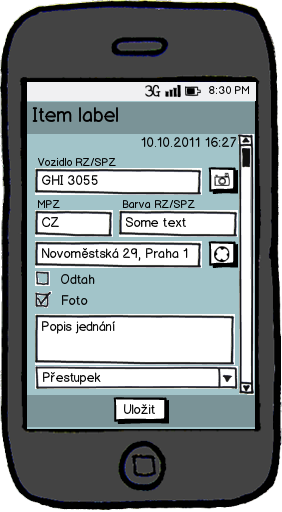 3G 8:30 PM
Item label
10.10.2011 16:27
Vozidlo RZ/SPZ
GHI 3055
MPZ Barva RZ/SPZ
CZ Some text
Novoměstská 29, Praha 1
Odtah
Foto
Popis jednání
Přestupek
Uložit